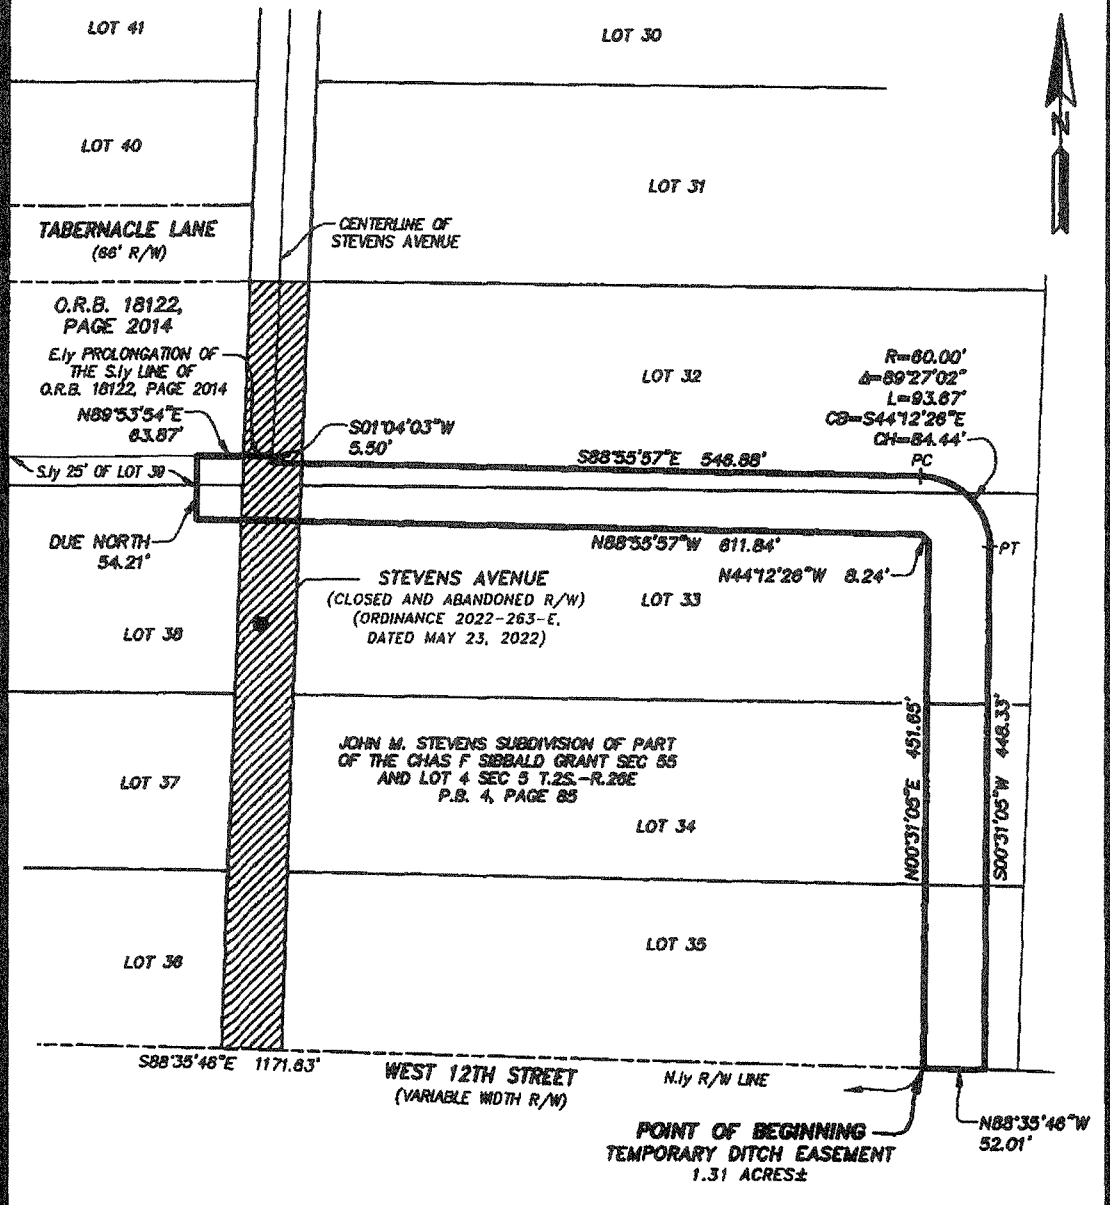 LOT 41
LOT 30
LOT 40
LOT 31
N
TABERNACLE LANE
(66' R/W)
CENTERLINE OF
STEVENS AVENUE
O.R.B. 18122,
PAGE 2014
E.ly PROLONGATION OF
THE S.ly LINE OF
O.R.B. 18122, PAGE 2014
LOT 32
R=60.00'
Δ=89°27'02"
L=93.67'
CB=S44°12'26"E
CH=84.44'
N89°53'54"E
63.87'
S01°04'03"W
5.50'
S88°55'57"E 546.88'
PC
S.ly 25' OF LOT 39
DUE NORTH
54.21'
N88°55'57"W 611.84'
PT
N44°12'26"W 8.24'
STEVENS AVENUE
(CLOSED AND ABANDONED R/W)
(ORDINANCE 2022-263-E,
DATED MAY 23, 2022)
LOT 33
LOT 38
N00°31'05"E 451.65'
S00°31'05"W 448.33'
JOHN M. STEVENS SUBDIVISION OF PART
OF THE CHAS F SIBBALD GRANT SEC 55
AND LOT 4 SEC 5 T.2S.-R.26E
P.B. 4, PAGE 85
LOT 37
LOT 34
LOT 36
LOT 35
S88°35'46"E 1171.63'
WEST 12TH STREET
(VARIABLE WIDTH R/W)
N.ly R/W LINE
POINT OF BEGINNING
TEMPORARY DITCH EASEMENT
1.31 ACRES±
N88°35'46"W
52.01'